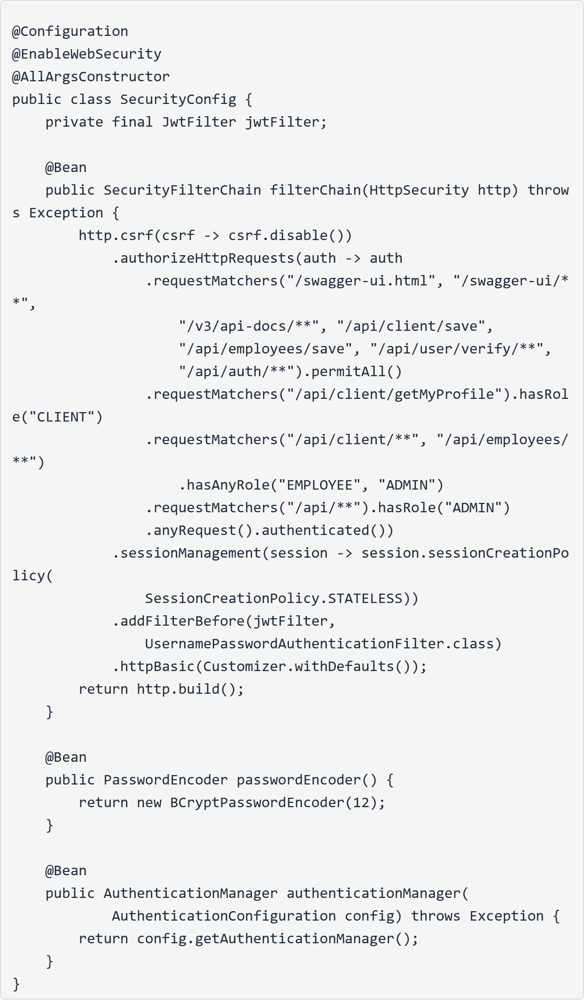 @Configuration
@EnableWebSecurity
@AllArgsConstructor
public class SecurityConfig {
    private final JwtFilter jwtFilter;

    @Bean
    public SecurityFilterChain filterChain(HttpSecurity http) throw
s Exception {
        http.csrf(csrf -> csrf.disable())
            .authorizeHttpRequests(auth -> auth
                .requestMatchers("/swagger-ui.html", "/swagger-ui/*
*",
                    "/v3/api-docs/**", "/api/client/save",
                    "/api/employees/save", "/api/user/verify/**",
                    "/api/auth/**").permitAll()
                .requestMatchers("/api/client/getMyProfile").hasRol
e("CLIENT")
                .requestMatchers("/api/client/**", "/api/employees/
**")
                    .hasAnyRole("EMPLOYEE", "ADMIN")
                .requestMatchers("/api/**").hasRole("ADMIN")
                .anyRequest().authenticated())
            .sessionManagement(session -> session.sessionCreationPo
licy(
                SessionCreationPolicy.STATELESS))
            .addFilterBefore(jwtFilter,
                UsernamePasswordAuthenticationFilter.class)
            .httpBasic(Customizer.withDefaults());
        return http.build();
    }

    @Bean
    public PasswordEncoder passwordEncoder() {
        return new BCryptPasswordEncoder(12);
    }

    @Bean
    public AuthenticationManager authenticationManager(
            AuthenticationConfiguration config) throws Exception {
        return config.getAuthenticationManager();
    }
}